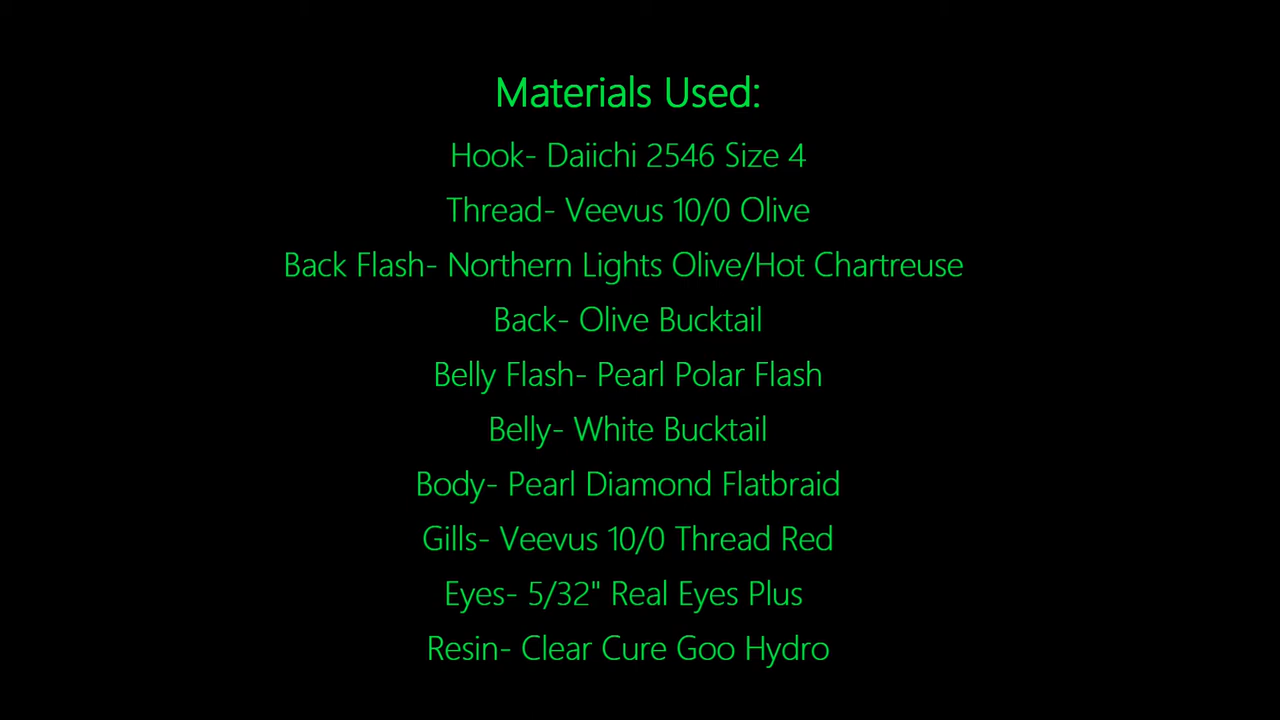 Materials Used:
Hook- Daiichi 2546 Size 4
Thread- Veevus 10/0 Olive
Back Flash- Northern Lights Olive/Hot Chartreuse
Back- Olive Bucktail
Belly Flash- Pearl Polar Flash
Belly- White Bucktail
Body- Pearl Diamond Flatbraid
Gills- Veevus 10/0 Thread Red
Eyes- 5/32" Real Eyes Plus
Resin- Clear Cure Goo Hydro